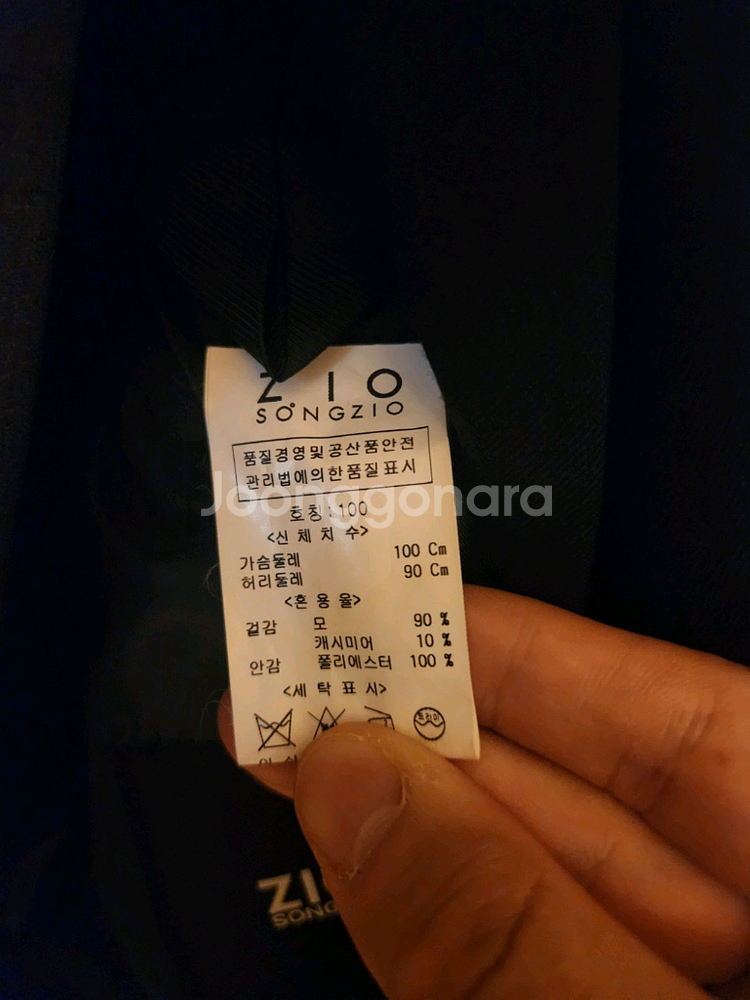 ZIO
SONGZIO
품질경영및공산품안전
관리법에의한품질표시
Joonggonara
호칭:100
<신 체 치 수>
가슴둘레 100 Cm
허리둘레 90 Cm
<혼 용 율>
겉감 모 90 %
캐시미어 10 %
안감 폴리에스터 100 %
<세 탁 표 시>
드라이
ZIO